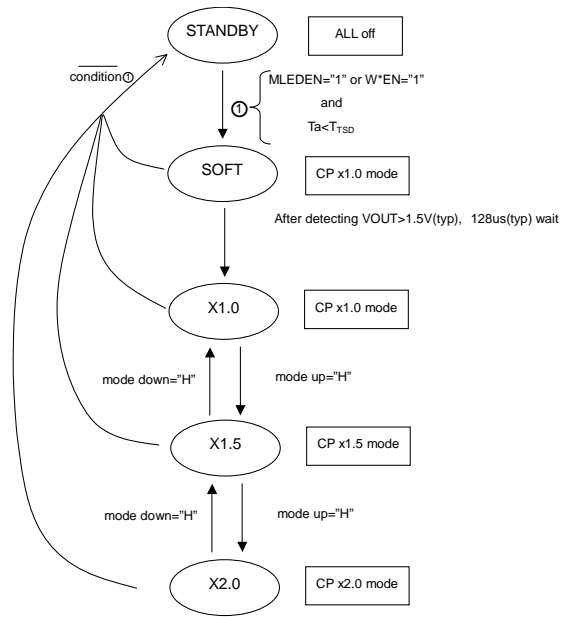 STANDBY
ALL off
condition①
MLEDEN="1" or W*EN="1"
and
Ta<TTSD
①
SOFT
CP x1.0 mode
After detecting VOUT>1.5V(typp), 128us(typ) wait
X1.0
CP x1.0 mode
mode down="H"
mode up="H"
X1.5
CP x1.5 mode
mode down="H"
mode up="H"
X2.0
CP x2.0 mode